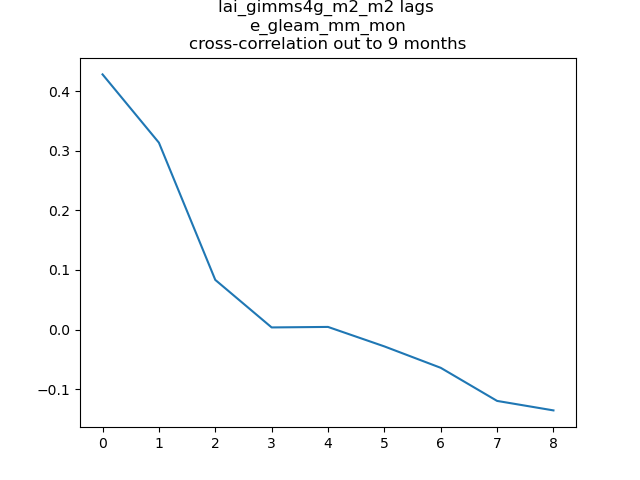 lai_gimms4g_m2_m2 lags
e_gleam_mm_mon
cross-correlation out to 9 months
0.4
0.3
0.2
0.1
0.0
−0.1
0 1 2 3 4 5 6 7 8